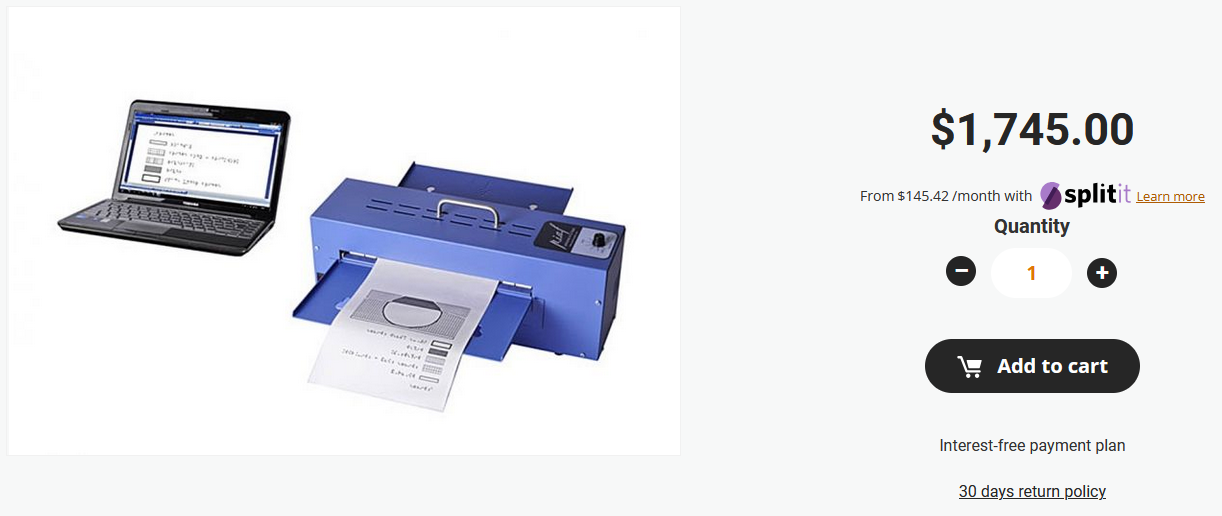 $1,745.00
From $145.42 /month with splitit Learn more
Quantity
− 1 +
Add to cart
Interest-free payment plan
30 days return policy